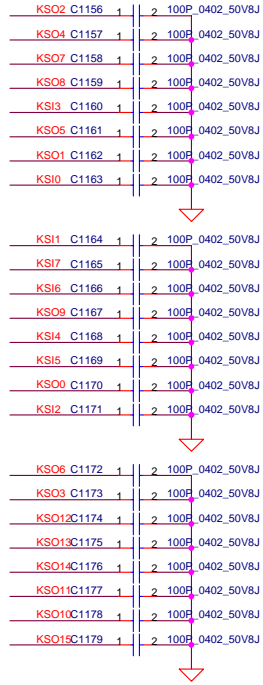 KSO2 C1156 1 2 100P_0402_50V8J
KSO4 C1157 1 2 100P_0402_50V8J
KSO7 C1158 1 2 100P_0402_50V8J
KSO8 C1159 1 2 100P_0402_50V8J
KSI3 C1160 1 2 100P_0402_50V8J
KSO5 C1161 1 2 100P_0402_50V8J
KSO1 C1162 1 2 100P_0402_50V8J
KSI0 C1163 1 2 100P_0402_50V8J
KSI1 C1164 1 2 100P_0402_50V8J
KSI7 C1165 1 2 100P_0402_50V8J
KSI6 C1166 1 2 100P_0402_50V8J
KSO9 C1167 1 2 100P_0402_50V8J
KSI4 C1168 1 2 100P_0402_50V8J
KSI5 C1169 1 2 100P_0402_50V8J
KSO0 C1170 1 2 100P_0402_50V8J
KSI2 C1171 1 2 100P_0402_50V8J
KSO6 C1172 1 2 100P_0402_50V8J
KSO3 C1173 1 2 100P_0402_50V8J
KSO12 C1174 1 2 100P_0402_50V8J
KSO13 C1175 1 2 100P_0402_50V8J
KSO14 C1176 1 2 100P_0402_50V8J
KSO11 C1177 1 2 100P_0402_50V8J
KSO10 C1178 1 2 100P_0402_50V8J
KSO15 C1179 1 2 100P_0402_50V8J